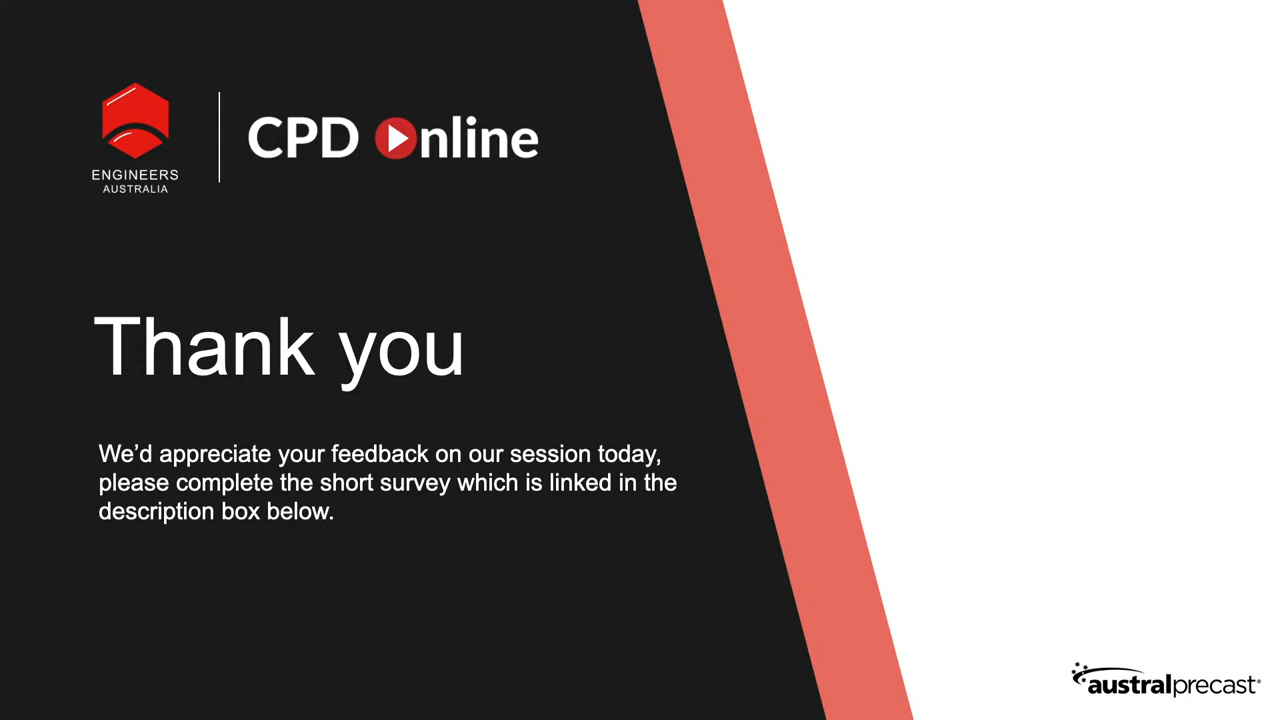 ENGINEERS
AUSTRALIA
CPD Online
Thank you
We’d appreciate your feedback on our session today,
please complete the short survey which is linked in the
description box below.
australprecast®